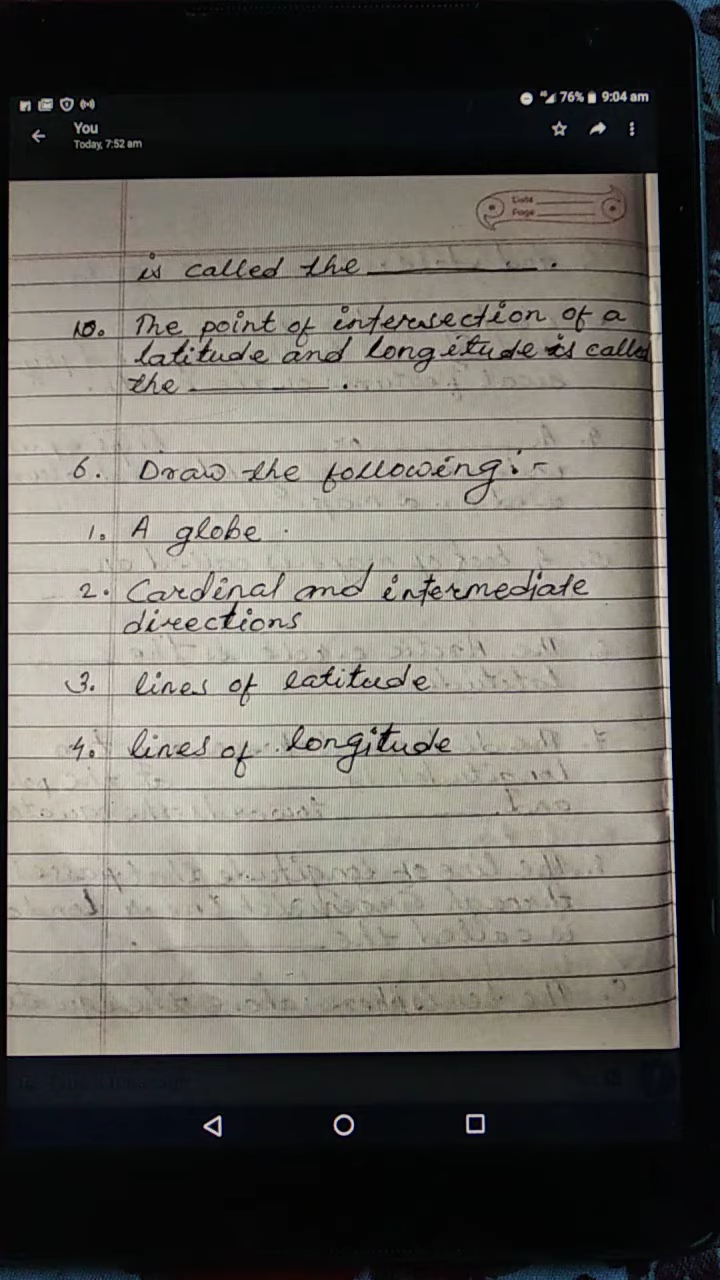 76% 9:04 am
You
Today, 7:52 am
Date
Page
is called the ________.
10. The point of intersection of a
latitude and longitude is called
the ________.
6. Draw the following :-
1. A globe.
2. Cardinal and intermediate
directions
3. lines of latitude
4. lines of longitude